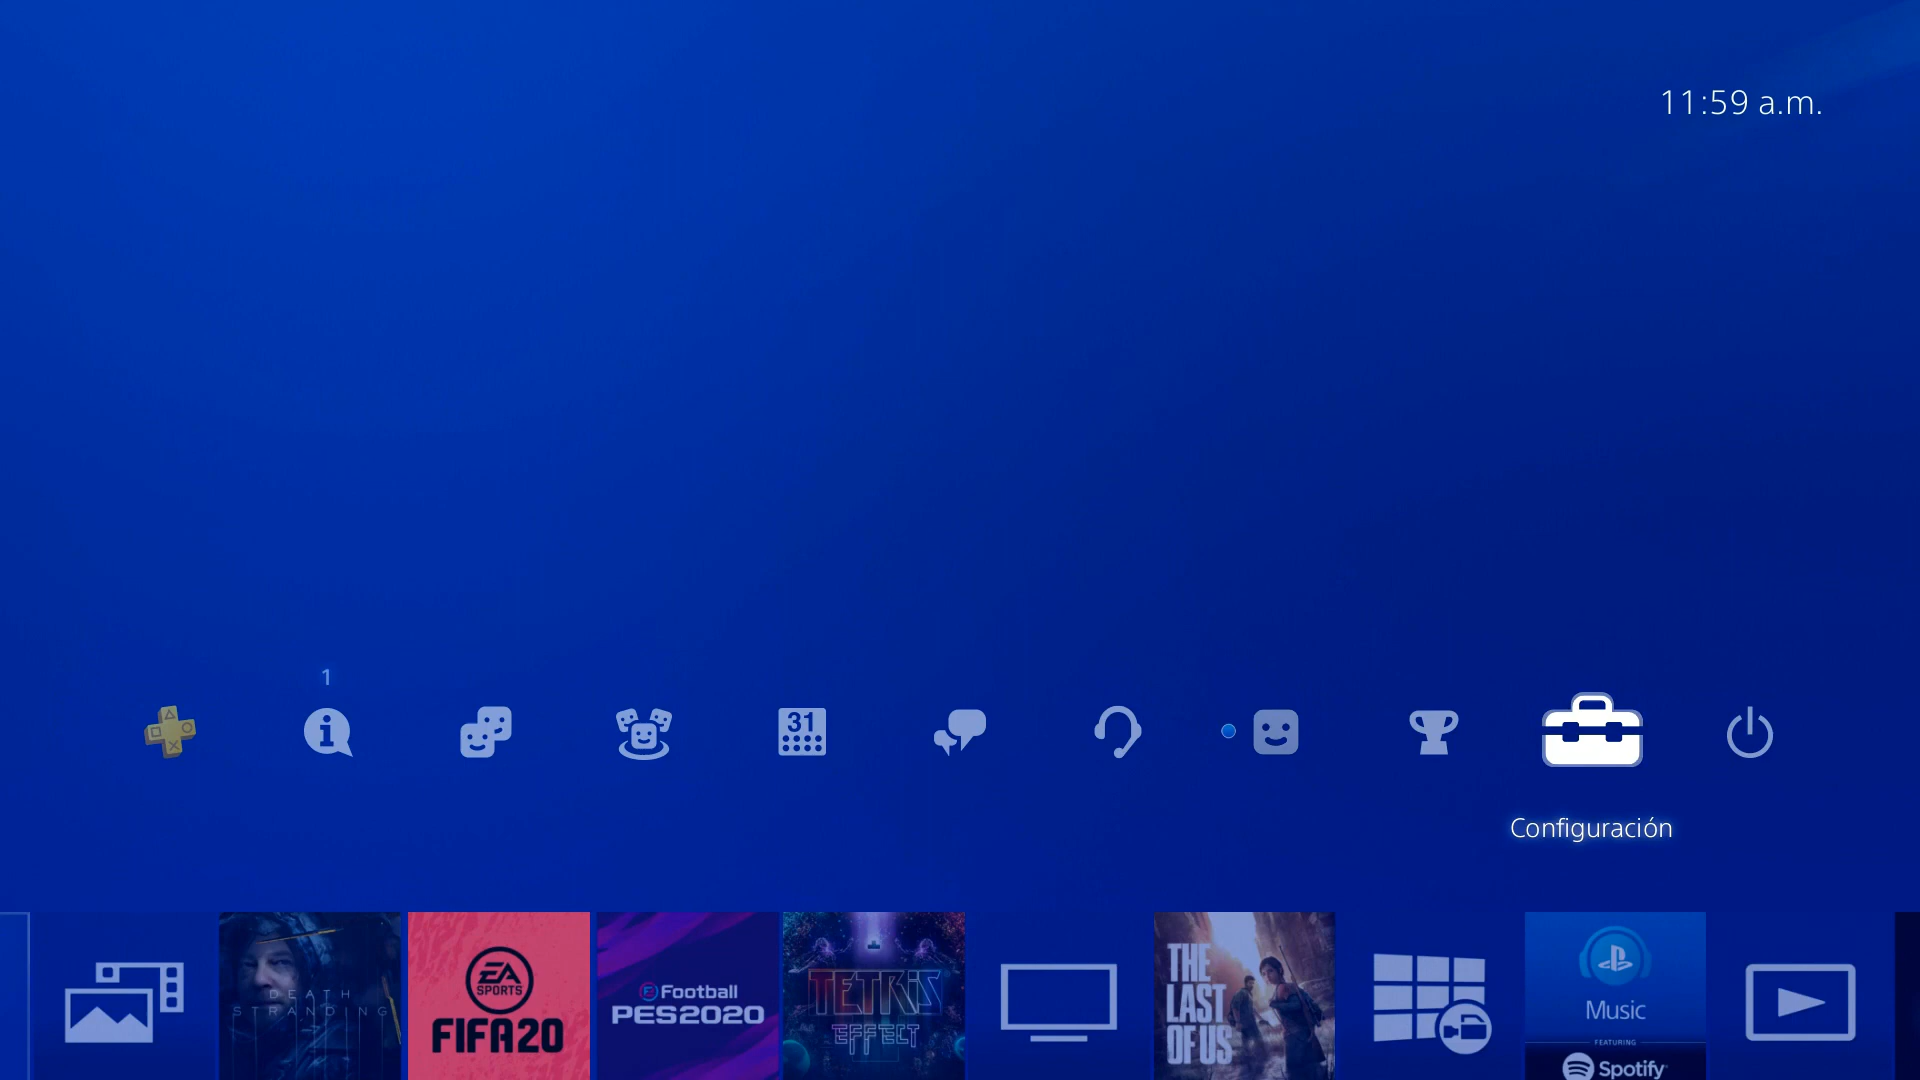 11:59 a.m.
1
31
Configuración
DEATH
STRANDING
EA
SPORTS
FIFA20
eFootball
PES2020
TETRIS
EFFECT
THE
LAST
OF US
Music
FEATURING
Spotify